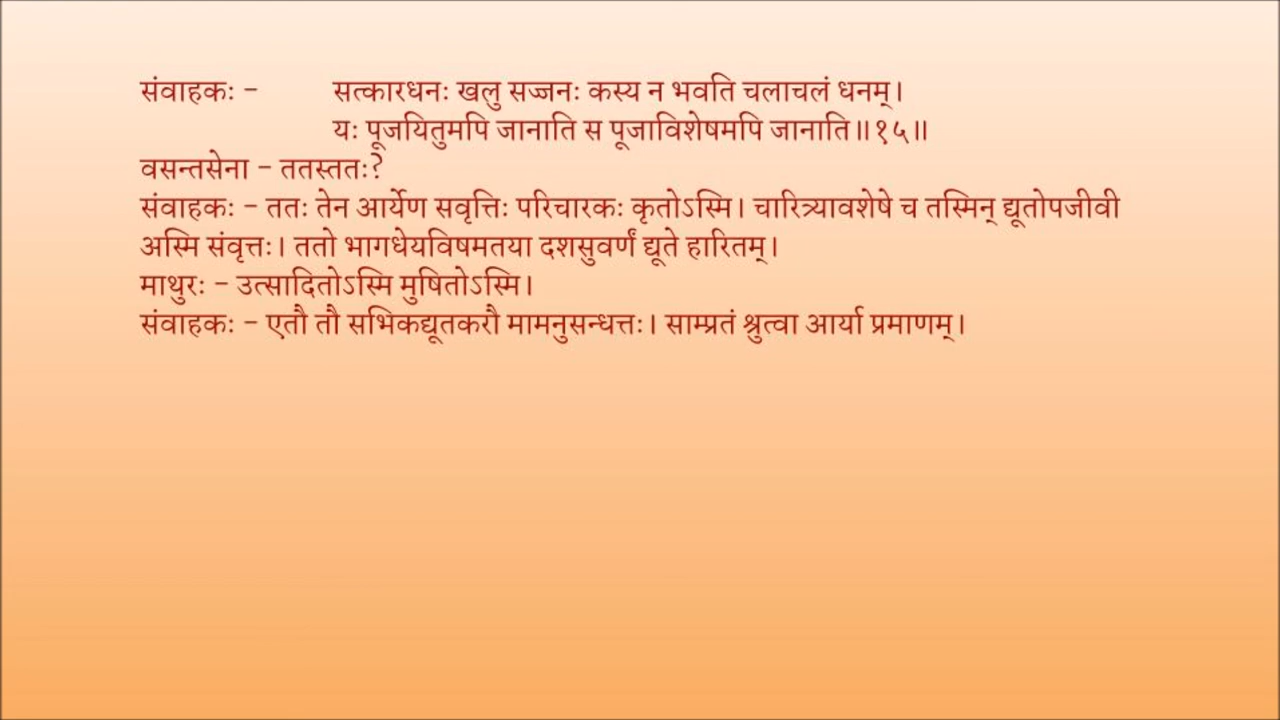 संवाहकः – सत्कारधनः खलु सज्जनः कस्य न भवति चलाचलं धनम्।
यः पूजयितुमपि जानाति स पूजाविशेषमपि जानाति॥१५॥
वसन्तसेना – ततस्ततः?
संवाहकः – ततः तेन आर्येण सवृत्तिः परिचारकः कृतोऽस्मि। चारित्र्यावशेषे च तस्मिन् द्यूतोपजीवी
अस्मि संवृत्तः। ततो भागधेयविषमतया दशसुवर्णं द्यूते हारितम्।
माथुरः – उत्सादितोऽस्मि मुषितोऽस्मि।
संवाहकः – एतौ तौ सभिकद्यूतकरौ मामनुसन्धत्तः। साम्प्रतं श्रुत्वा आर्या प्रमाणम्।